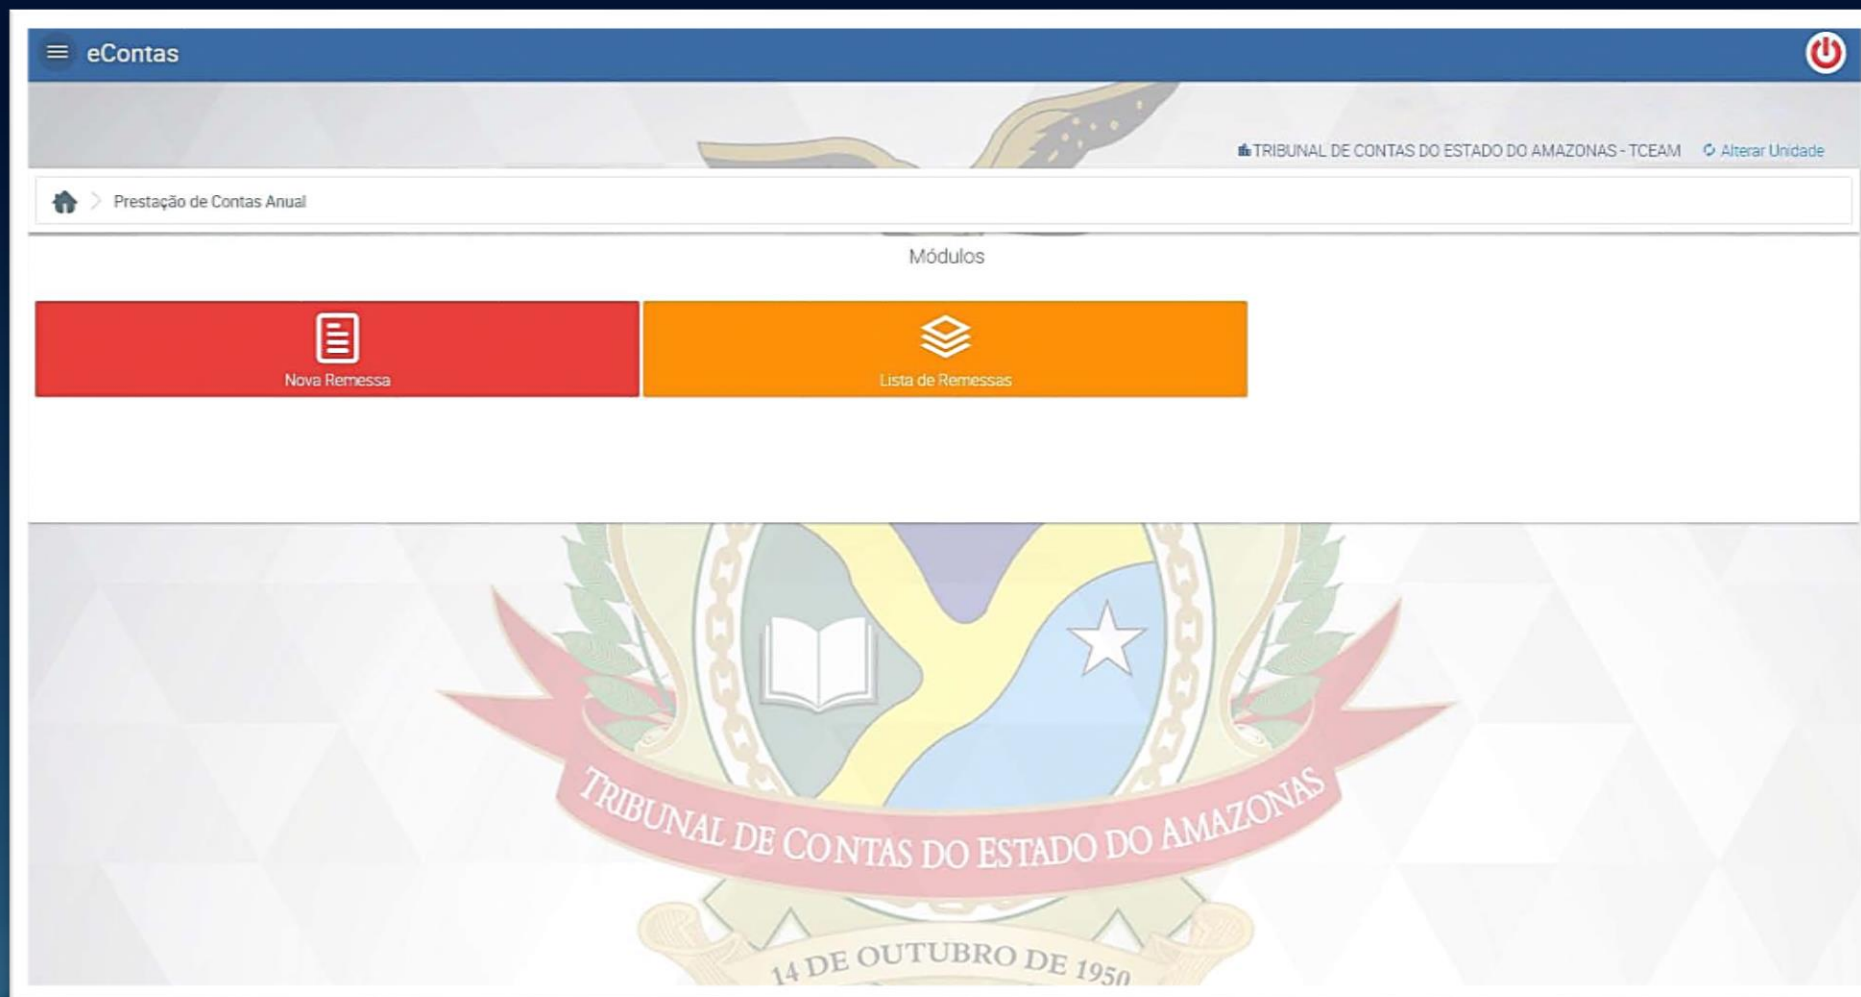 eContas
TRIBUNAL DE CONTAS DO ESTADO DO AMAZONAS - TCEAM Alterar Unidade
Prestação de Contas Anual
Módulos
Nova Remessa
Lista de Remessas
TRIBUNAL DE CONTAS DO ESTADO DO AMAZONAS
14 DE OUTUBRO DE 1950